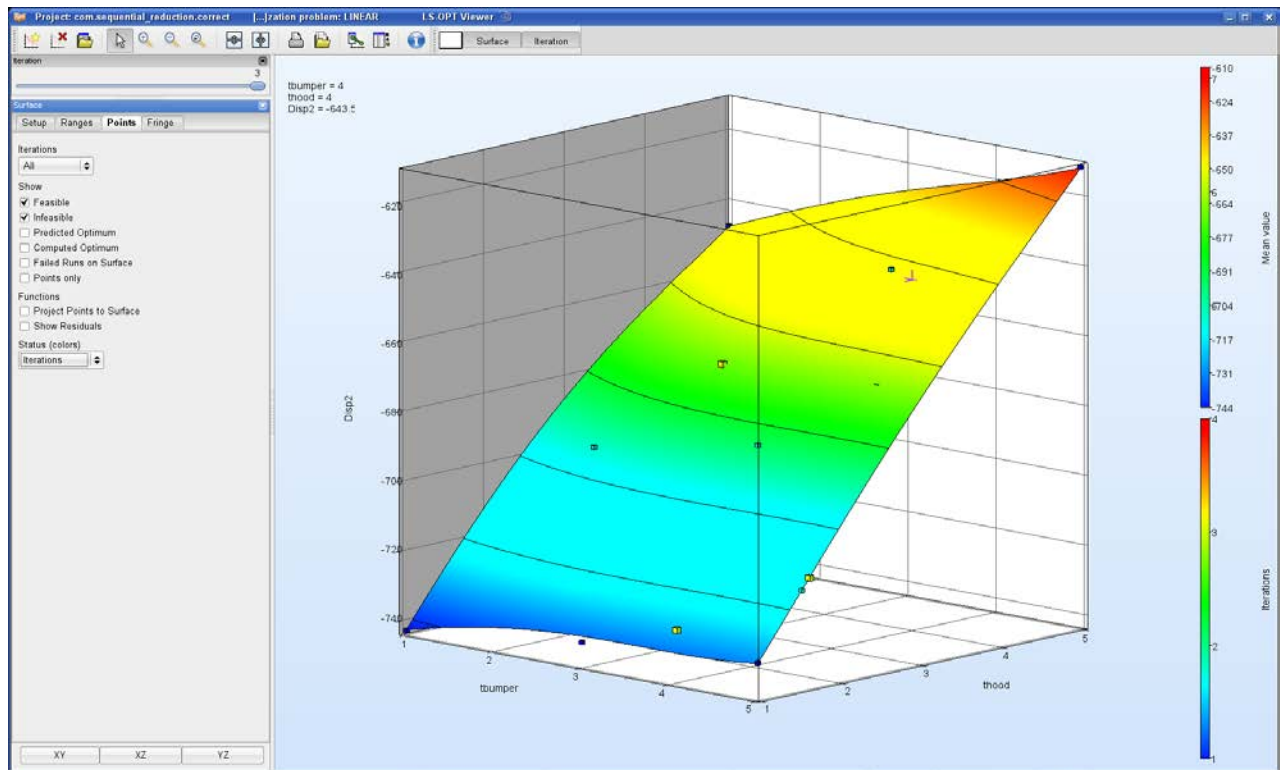 Project: com.sequential_reduction.correct [...]zation problem: LINEAR LS-OPT Viewer
Surface Iteration
Iteration
3
Surface
Setup Ranges Points Fringe
Iterations
All
Show
Feasible
Infeasible
Predicted Optimum
Computed Optimum
Failed Runs on Surface
Points only
Functions
Project Points to Surface
Show Residuals
Status (colors)
Iterations
XY XZ YZ
tbumper = 4
thood = 4
Disp2 = -643.5
-620
-640
-660
-680
-700
-720
-740
Disp2
1
2
3
4
5
tbumper
1
2
3
4
5
thood
-610
-624
-637
-650
-664
-677
-691
-704
-717
-731
-744
Mean value
4
3
2
1
Iterations